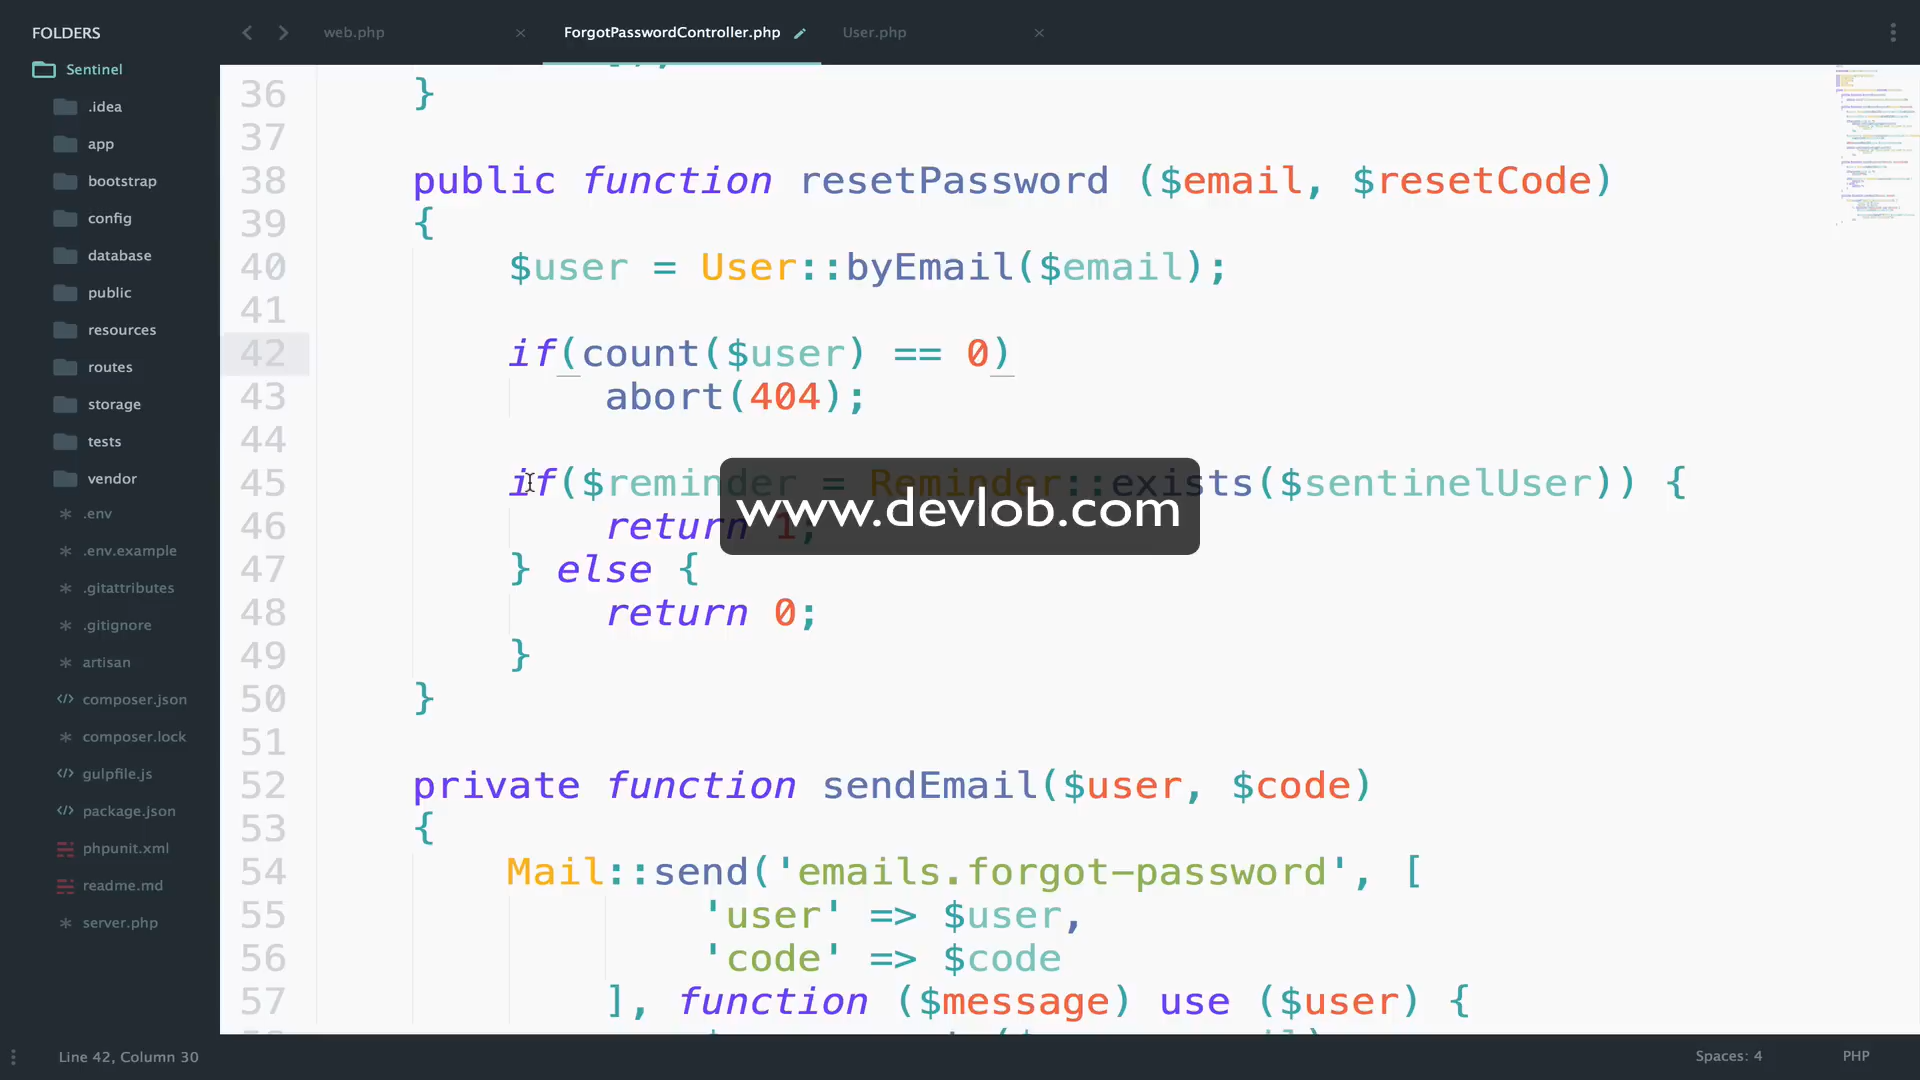 FOLDERS
Sentinel
.idea
app
bootstrap
config
database
public
resources
routes
storage
tests
vendor
.env
.env.example
.gitattributes
.gitignore
artisan
composer.json
composer.lock
gulpfile.js
package.json
phpunit.xml
readme.md
server.php
web.php
ForgotPasswordController.php
User.php
36 }
37
38 public function resetPassword ($email, $resetCode)
39 {
40 $user = User::byEmail($email);
41
42 if(count($user) == 0)
43 abort(404);
44
45 if($reminder = Reminder::exists($sentinelUser)) {
46 return 1;
47 } else {
48 return 0;
49 }
50 }
51
52 private function sendEmail($user, $code)
53 {
54 Mail::send('emails.forgot-password', [
55 'user' => $user,
56 'code' => $code
57 ], function ($message) use ($user) {
www.devlob.com
Line 42, Column 30
Spaces: 4
PHP